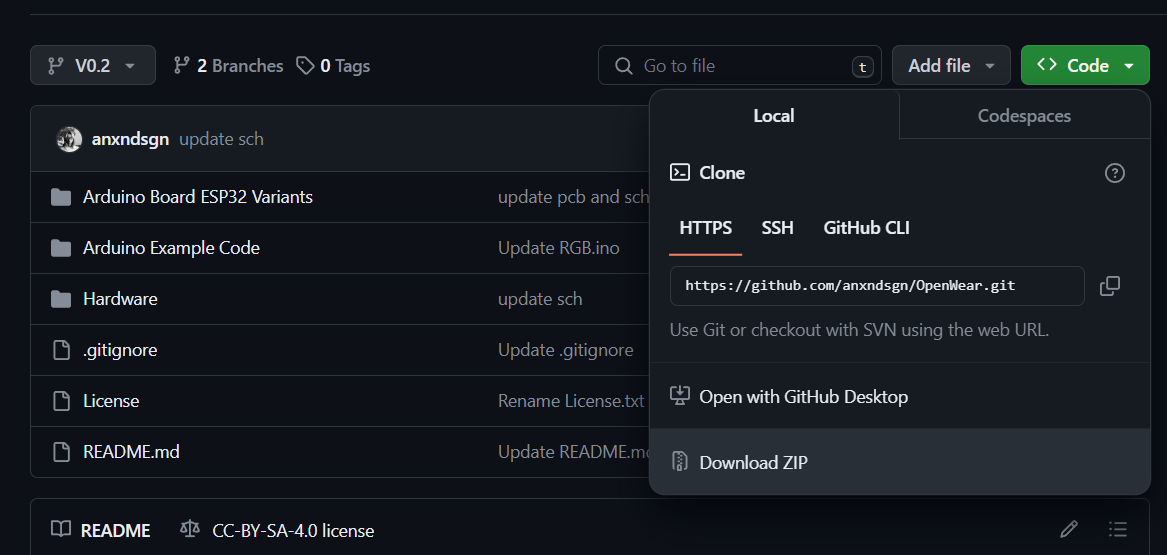 V0.2 2 Branches 0 Tags Go to file t Add file Code
Local Codespaces
anxndsgn update sch
Clone
Arduino Board ESP32 Variants update pcb and sch
HTTPS SSH GitHub CLI
Arduino Example Code Update RGB.ino
https://github.com/anxndsgn/OpenWear.git
Hardware update sch
Use Git or checkout with SVN using the web URL.
.gitignore Update .gitignore
Open with GitHub Desktop
License Rename License.txt
README.md Update README.md
Download ZIP
README CC-BY-SA-4.0 license